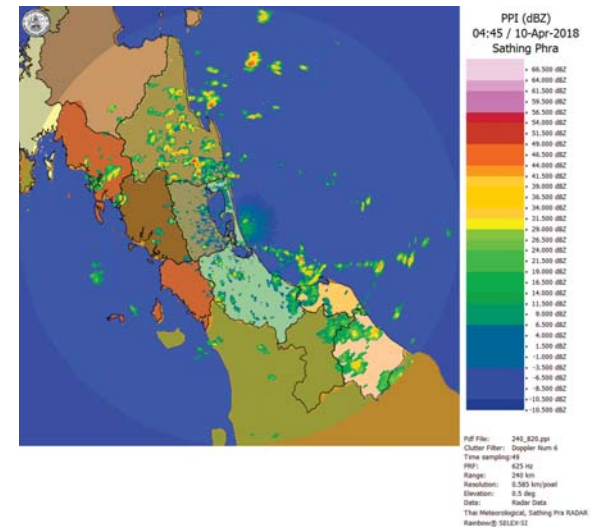 PPI (dBZ)
04:45 / 10-Apr-2018
Sathing Phra
66.500 dBZ
64.000 dBZ
61.500 dBZ
59.500 dBZ
56.500 dBZ
54.000 dBZ
51.500 dBZ
49.000 dBZ
46.500 dBZ
44.000 dBZ
41.500 dBZ
39.000 dBZ
36.500 dBZ
34.000 dBZ
31.500 dBZ
29.000 dBZ
26.500 dBZ
24.000 dBZ
21.500 dBZ
19.000 dBZ
16.500 dBZ
14.000 dBZ
11.500 dBZ
9.000 dBZ
6.500 dBZ
4.000 dBZ
1.500 dBZ
-1.000 dBZ
-3.500 dBZ
-6.500 dBZ
-8.500 dBZ
-10.500 dBZ
-10.500 dBZ
Pdf File: 240_820.ppi
Clutter Filter: Doppler Num 6
Time sampling:49
PRF: 625 Hz
Range: 240 km
Resolution: 0.585 km/pixel
Elevation: 0.5 deg
Data: Radar Data
Thai Meteorological, Sathing Pra RADAR
Rainbow® SELEX-SI